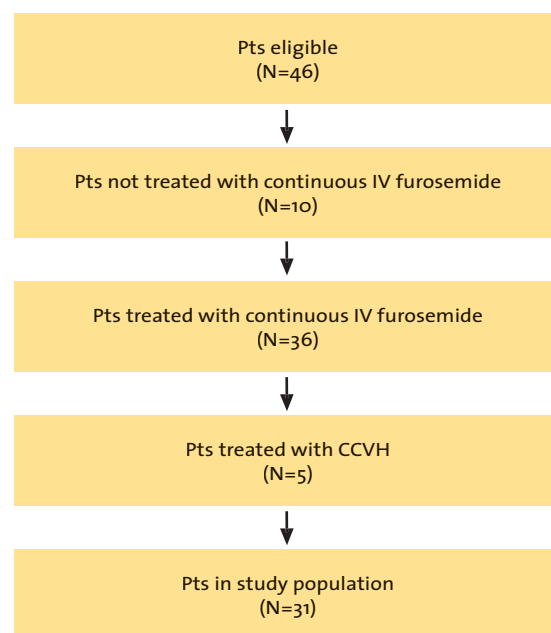 Pts eligible
(N=46)
Pts not treated with continuous IV furosemide
(N=10)
Pts treated with continuous IV furosemide
(N=36)
Pts treated with CCVH
(N=5)
Pts in study population
(N=31)